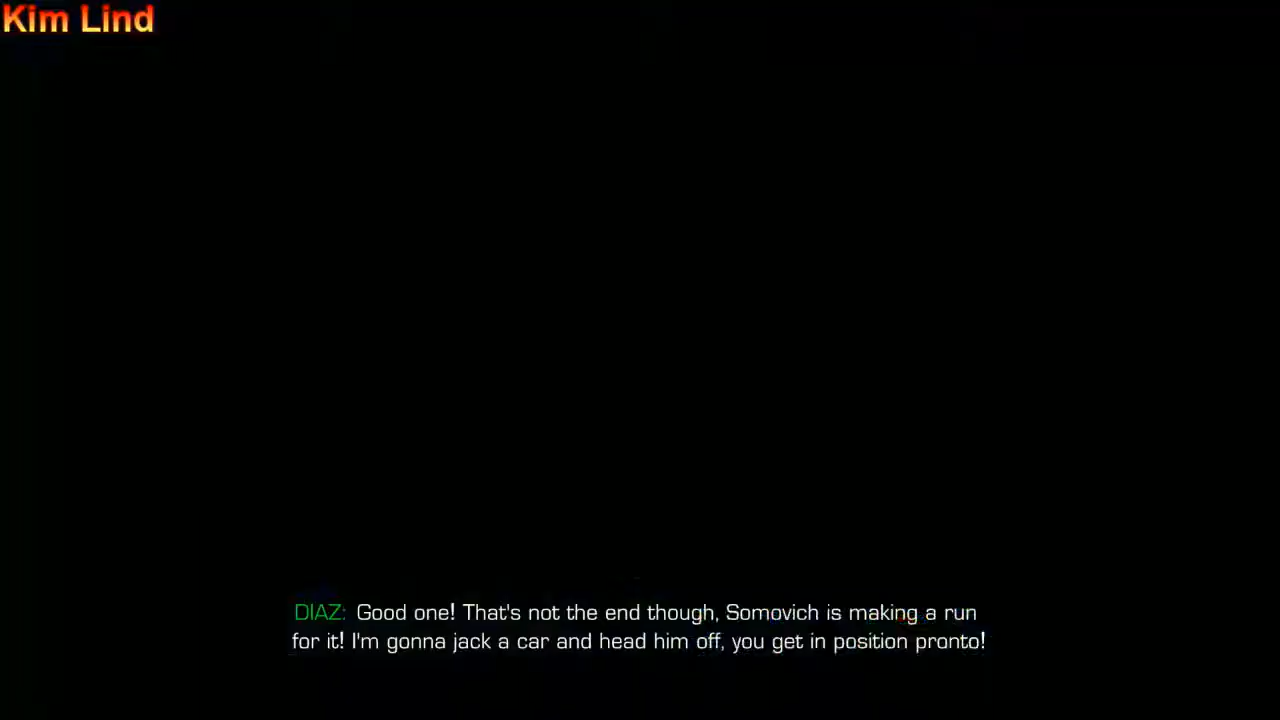 Kim Lind
DIAZ: Good one! That's not the end though, Somovich is making a run
for it! I'm gonna jack a car and head him off, you get in position pronto!